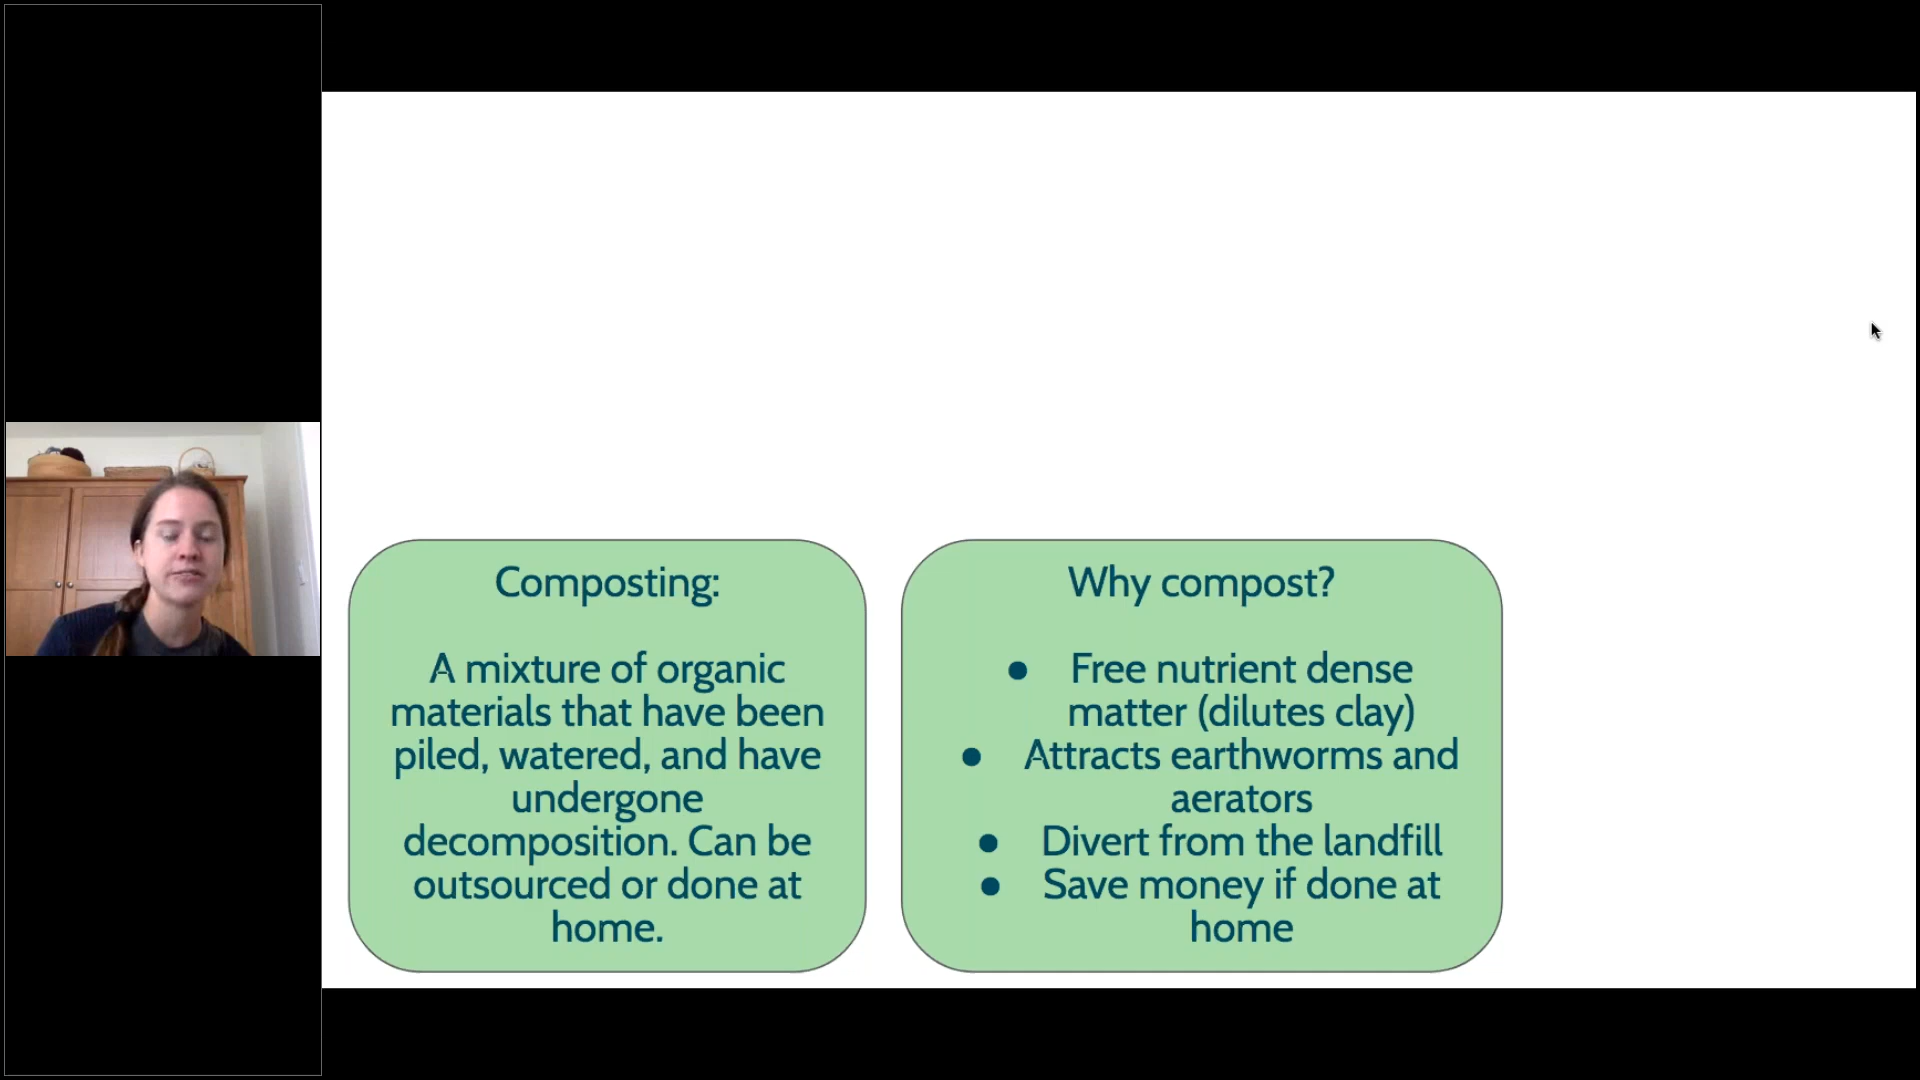 Composting:
A mixture of organic
materials that have been
piled, watered, and have
undergone
decomposition. Can be
outsourced or done at
home.
Why compost?
● Free nutrient dense
matter (dilutes clay)
● Attracts earthworms and
aerators
● Divert from the landfill
● Save money if done at
home